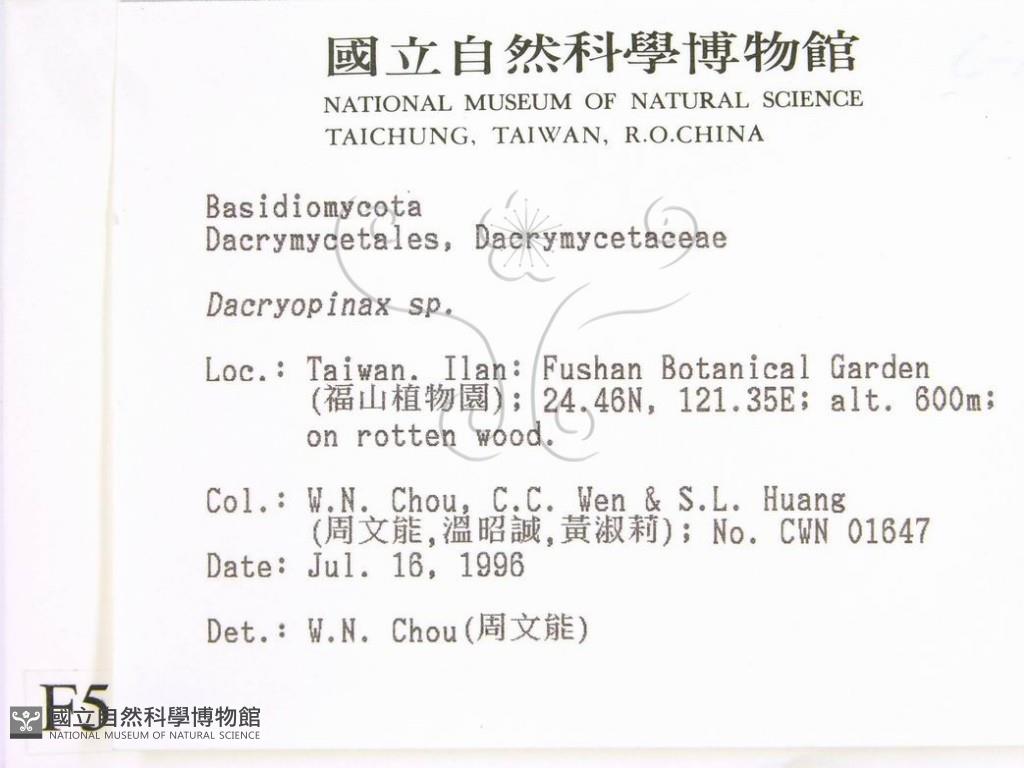 國立自然科學博物館
NATIONAL MUSEUM OF NATURAL SCIENCE
TAICHUNG, TAIWAN, R.O.CHINA
Basidiomycota
Dacrymycetales, Dacrymycetaceae
Dacryopinax sp.
Loc.: Taiwan. Ilan: Fushan Botanical Garden
(福山植物園); 24.46N, 121.35E; alt. 600m;
on rotten wood.
Col.: W.N. Chou, C.C. Wen & S.L. Huang
(周文能,溫昭誠,黃淑莉); No. CWN 01647
Date: Jul. 16, 1996
Det.: W.N. Chou(周文能)
F5
國立自然科學博物館
NATIONAL MUSEUM OF NATURAL SCIENCE